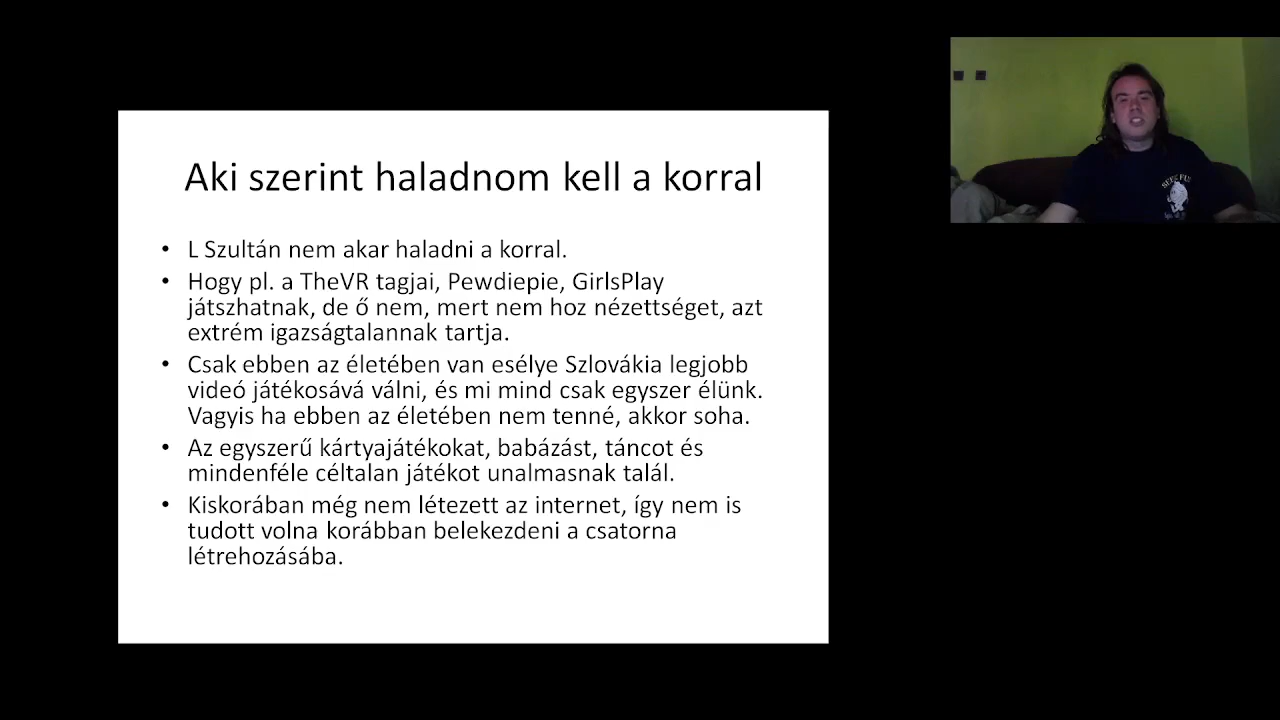 Aki szerint haladnom kell a korral
• L Szultán nem akar haladni a korral.
• Hogy pl. a TheVR tagjai, Pewdiepie, GirlsPlay
játszhatnak, de ő nem, mert nem hoz nézettséget, azt
extrém igazságtalannak tartja.
• Csak ebben az életében van esélye Szlovákia legjobb
videó játékosává válni, és mi mind csak egyszer élünk.
Vagyis ha ebben az életében nem tenné, akkor soha.
• Az egyszerű kártyajátékokat, babázást, táncot és
mindenféle céltalan játékot unalmasnak talál.
• Kiskorában még nem létezett az internet, így nem is
tudott volna korábban belekezdeni a csatorna
létrehozásába.